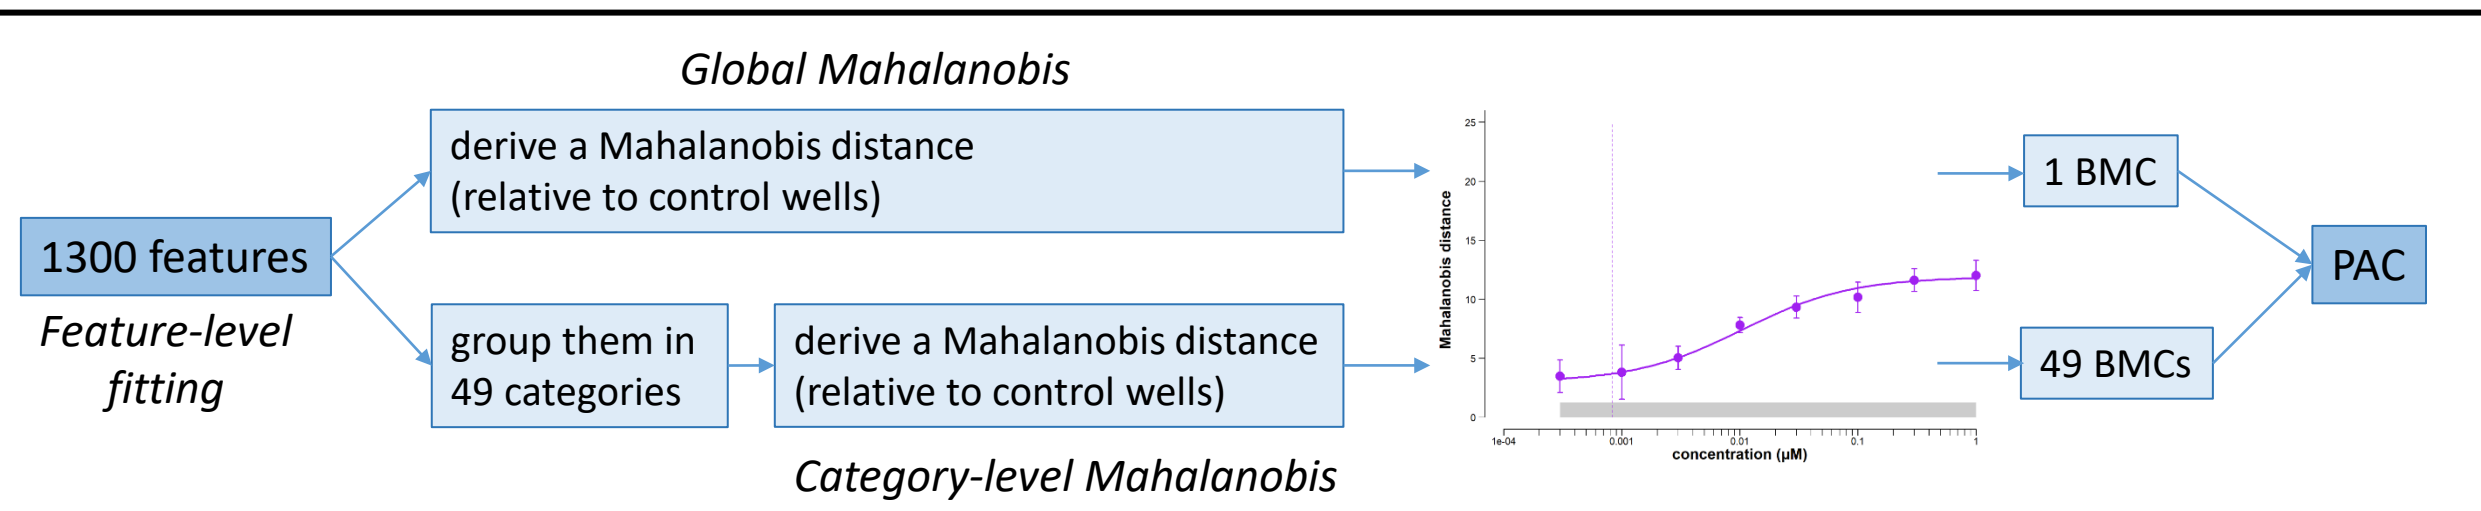 Global Mahalanobis
derive a Mahalanobis distance
(relative to control wells)
1300 features
Feature-level
fitting
group them in
49 categories
derive a Mahalanobis distance
(relative to control wells)
Category-level Mahalanobis
Mahalanobis distance
25
20
15
10
5
0
1e-04
0.001
0.01
0.1
1
concentration (µM)
1 BMC
49 BMCs
PAC